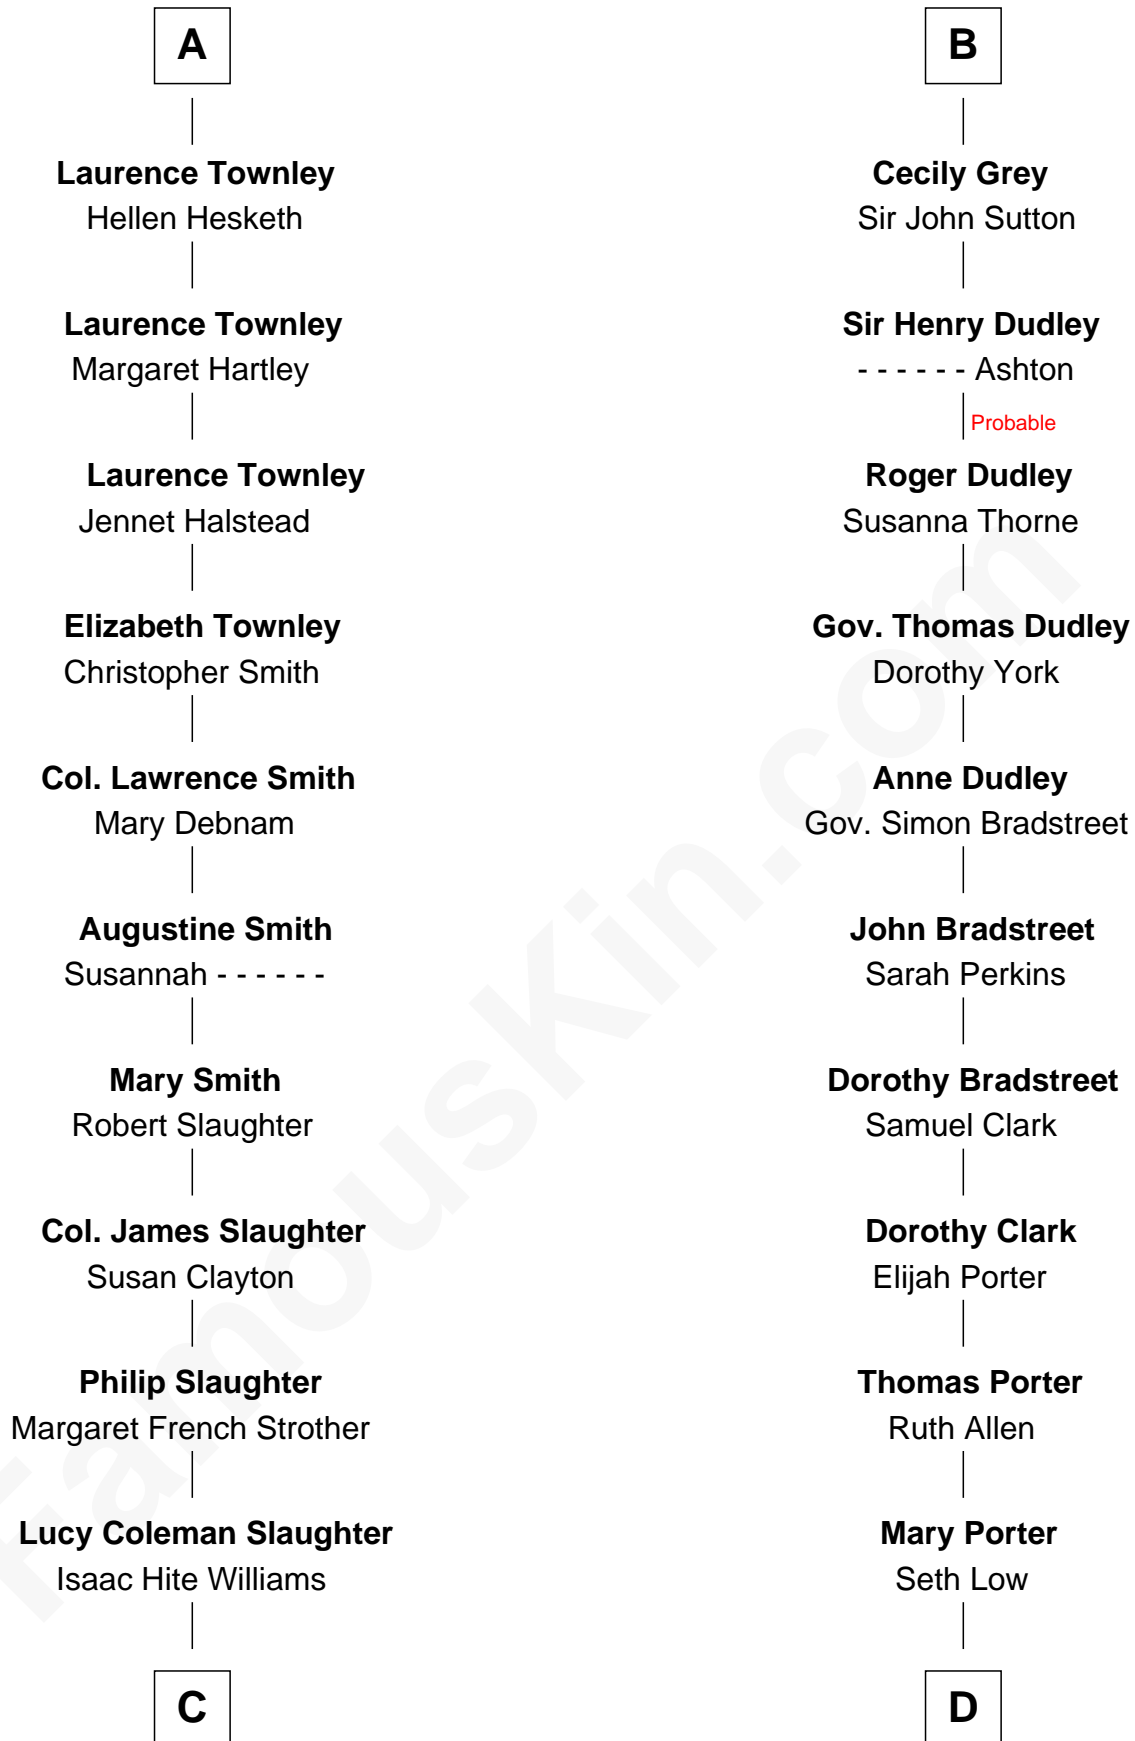 A
Laurence Townley
Hellen Hesketh
Laurence Townley
Margaret Hartley
Laurence Townley
Jennet Halstead
Elizabeth Townley
Christopher Smith
Col. Lawrence Smith
Mary Debnam
Augustine Smith
Susannah - - - - - -
Mary Smith
Robert Slaughter
Col. James Slaughter
Susan Clayton
Philip Slaughter
Margaret French Strother
Lucy Coleman Slaughter
Isaac Hite Williams
C
B
Cecily Grey
Sir John Sutton
Sir Henry Dudley
- - - - - - Ashton
Probable
Roger Dudley
Susanna Thorne
Gov. Thomas Dudley
Dorothy York
Anne Dudley
Gov. Simon Bradstreet
John Bradstreet
Sarah Perkins
Dorothy Bradstreet
Samuel Clark
Dorothy Clark
Elijah Porter
Thomas Porter
Ruth Allen
Mary Porter
Seth Low
D
FamousKin.com